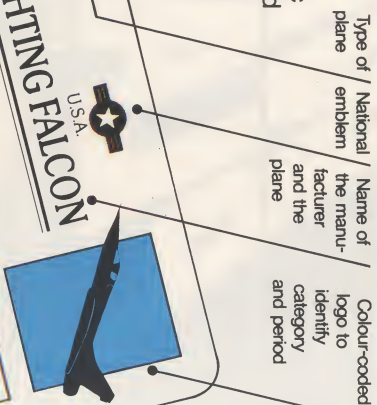 Type of
plane
National
emblem
Name of
the manu-
facturer
and the
plane
Colour-coded
logo to
identify
category
and period
U.S.A.
HTING FALCON